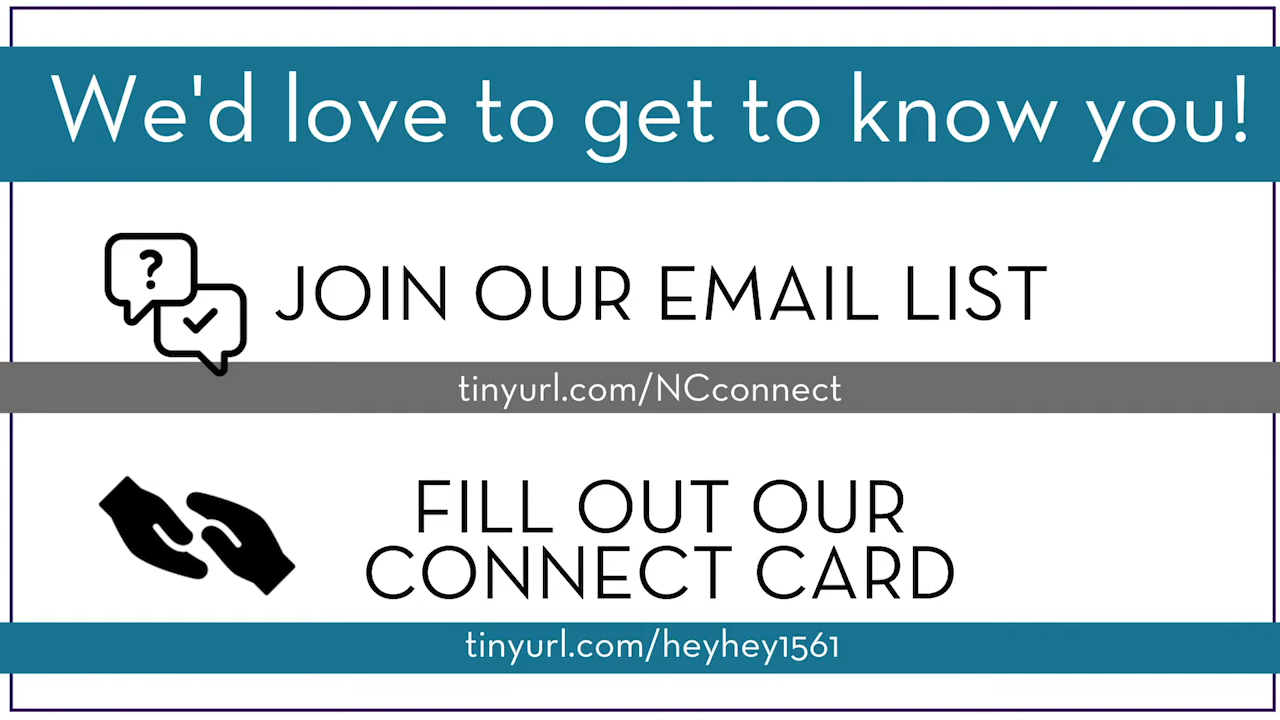 We'd love to get to know you!
?
JOIN OUR EMAIL LIST
tinyurl.com/NCconnect
FILL OUT OUR
CONNECT CARD
tinyurl.com/heyhey1561